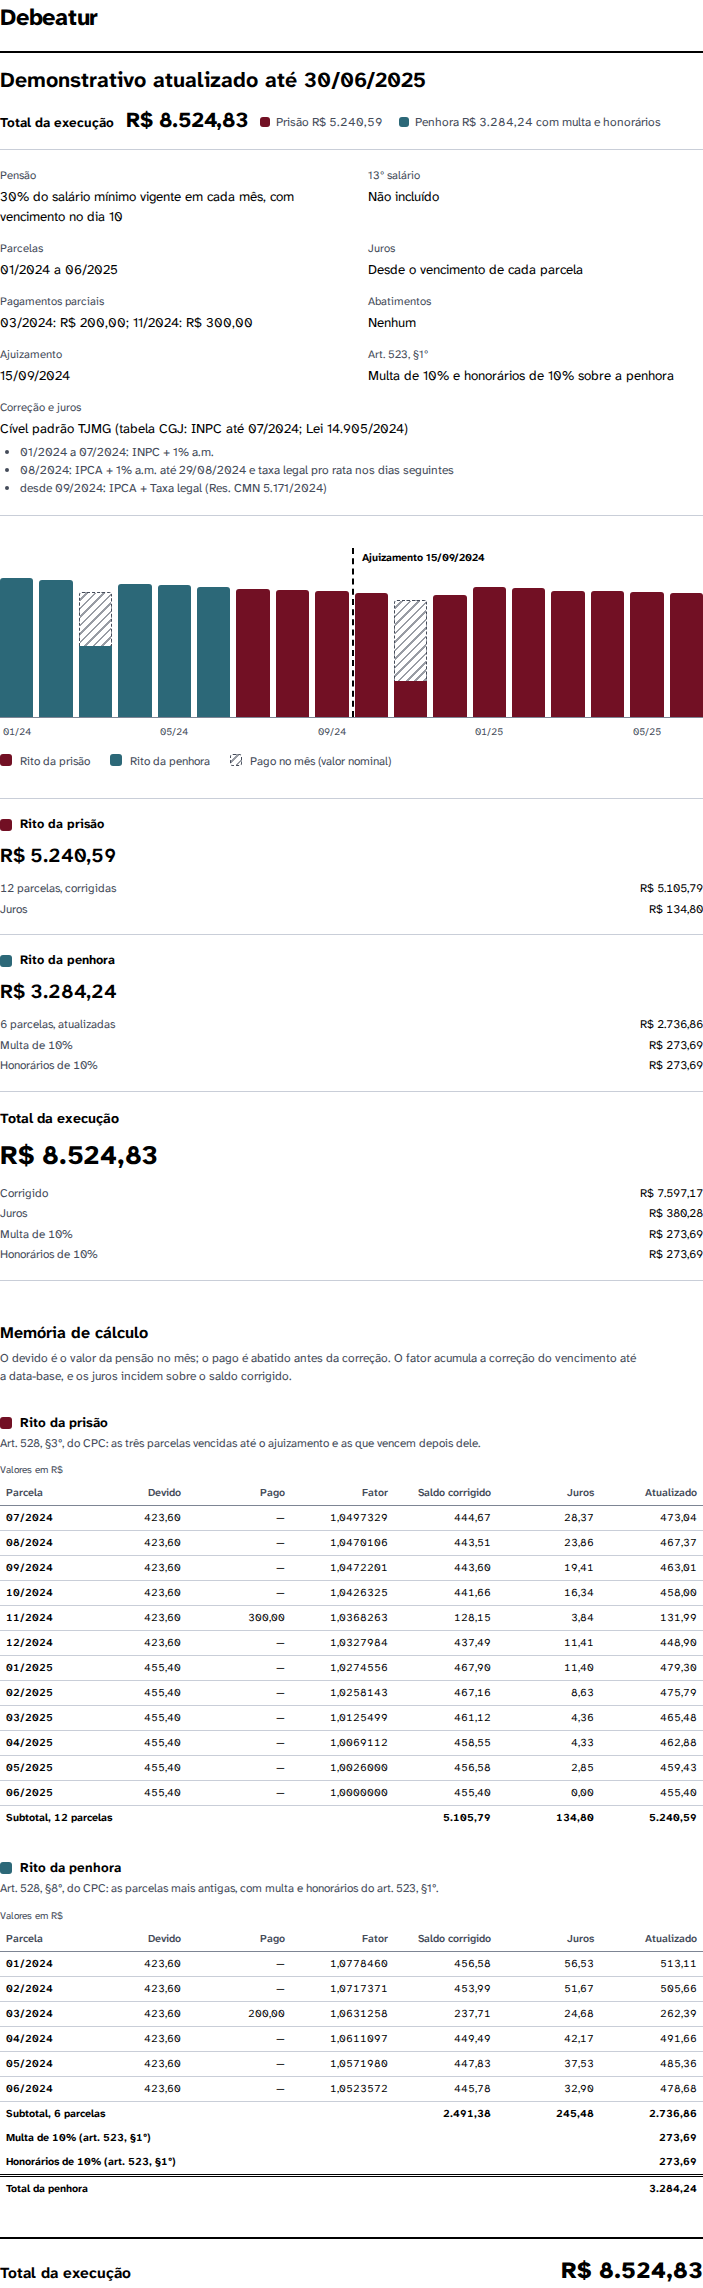 Debeatur
Demonstrativo atualizado até 30/06/2025
Total da execução R$ 8.524,83 Prisão R$ 5.240,59 Penhora R$ 3.284,24 com multa e honorários
Pensão
30% do salário mínimo vigente em cada mês, com
vencimento no dia 10
13º salário
Não incluído
Parcelas
01/2024 a 06/2025
Juros
Desde o vencimento de cada parcela
Pagamentos parciais
03/2024: R$ 200,00; 11/2024: R$ 300,00
Abatimentos
Nenhum
Ajuizamento
15/09/2024
Art. 523, §1º
Multa de 10% e honorários de 10% sobre a penhora
Correção e juros
Cível padrão TJMG (tabela CGJ: INPC até 07/2024; Lei 14.905/2024)
• 01/2024 a 07/2024: INPC + 1% a.m.
• 08/2024: IPCA + 1% a.m. até 29/08/2024 e taxa legal pro rata nos dias seguintes
• desde 09/2024: IPCA + Taxa legal (Res. CMN 5.171/2024)
Ajuizamento 15/09/2024
01/24 05/24 09/24 01/25 05/25
Rito da prisão Rito da penhora Pago no mês (valor nominal)
Rito da prisão
R$ 5.240,59
12 parcelas, corrigidas R$ 5.105,79
Juros R$ 134,80
Rito da penhora
R$ 3.284,24
6 parcelas, atualizadas R$ 2.736,86
Multa de 10% R$ 273,69
Honorários de 10% R$ 273,69
Total da execução
R$ 8.524,83
Corrigido R$ 7.597,17
Juros R$ 380,28
Multa de 10% R$ 273,69
Honorários de 10% R$ 273,69
Memória de cálculo
O devido é o valor da pensão no mês; o pago é abatido antes da correção. O fator acumula a correção do vencimento até
a data-base, e os juros incidem sobre o saldo corrigido.
Rito da prisão
Art. 528, §3º, do CPC: as três parcelas vencidas até o ajuizamento e as que vencem depois dele.
Valores em R$
Parcela Devido Pago Fator Saldo corrigido Juros Atualizado
07/2024 423,60 — 1,0497329 444,67 28,37 473,04
08/2024 423,60 — 1,0470106 443,51 23,86 467,37
09/2024 423,60 — 1,0472201 443,60 19,41 463,01
10/2024 423,60 — 1,0426325 441,66 16,34 458,00
11/2024 423,60 300,00 1,0368263 128,15 3,84 131,99
12/2024 423,60 — 1,0327984 437,49 11,41 448,90
01/2025 455,40 — 1,0274556 467,90 11,40 479,30
02/2025 455,40 — 1,0258143 467,16 8,63 475,79
03/2025 455,40 — 1,0125499 461,12 4,36 465,48
04/2025 455,40 — 1,0069112 458,55 4,33 462,88
05/2025 455,40 — 1,0026000 456,58 2,85 459,43
06/2025 455,40 — 1,0000000 455,40 0,00 455,40
Subtotal, 12 parcelas 5.105,79 134,80 5.240,59
Rito da penhora
Art. 528, §8º, do CPC: as parcelas mais antigas, com multa e honorários do art. 523, §1º.
Valores em R$
Parcela Devido Pago Fator Saldo corrigido Juros Atualizado
01/2024 423,60 — 1,0778460 456,58 56,53 513,11
02/2024 423,60 — 1,0717371 453,99 51,67 505,66
03/2024 423,60 200,00 1,0631258 237,71 24,68 262,39
04/2024 423,60 — 1,0611097 449,49 42,17 491,66
05/2024 423,60 — 1,0571980 447,83 37,53 485,36
06/2024 423,60 — 1,0523572 445,78 32,90 478,68
Subtotal, 6 parcelas 2.491,38 245,48 2.736,86
Multa de 10% (art. 523, §1º) 273,69
Honorários de 10% (art. 523, §1º) 273,69
Total da penhora 3.284,24
Total da execução R$ 8.524,83